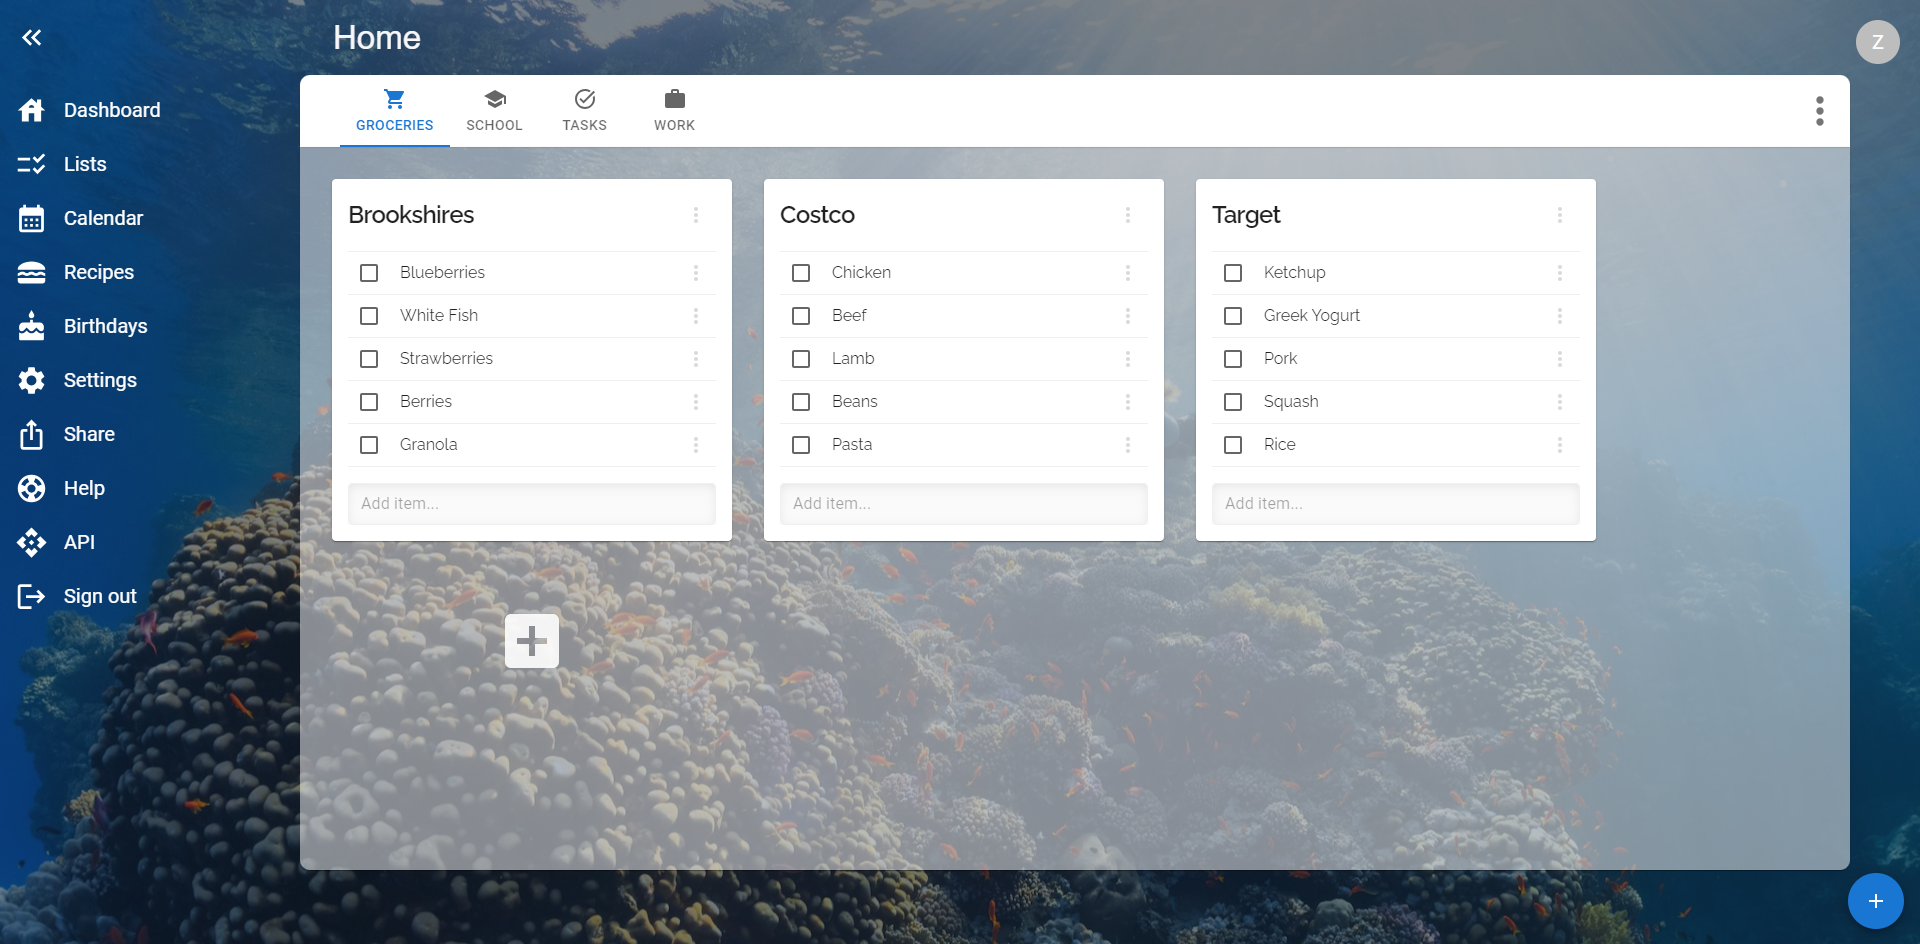 Home
Z
Dashboard
Lists
Calendar
Recipes
Birthdays
Settings
Share
Help
API
Sign out
GROCERIES
SCHOOL
TASKS
WORK
Brookshires
Blueberries
White Fish
Strawberries
Berries
Granola
Add item...
Costco
Chicken
Beef
Lamb
Beans
Pasta
Add item...
Target
Ketchup
Greek Yogurt
Pork
Squash
Rice
Add item...